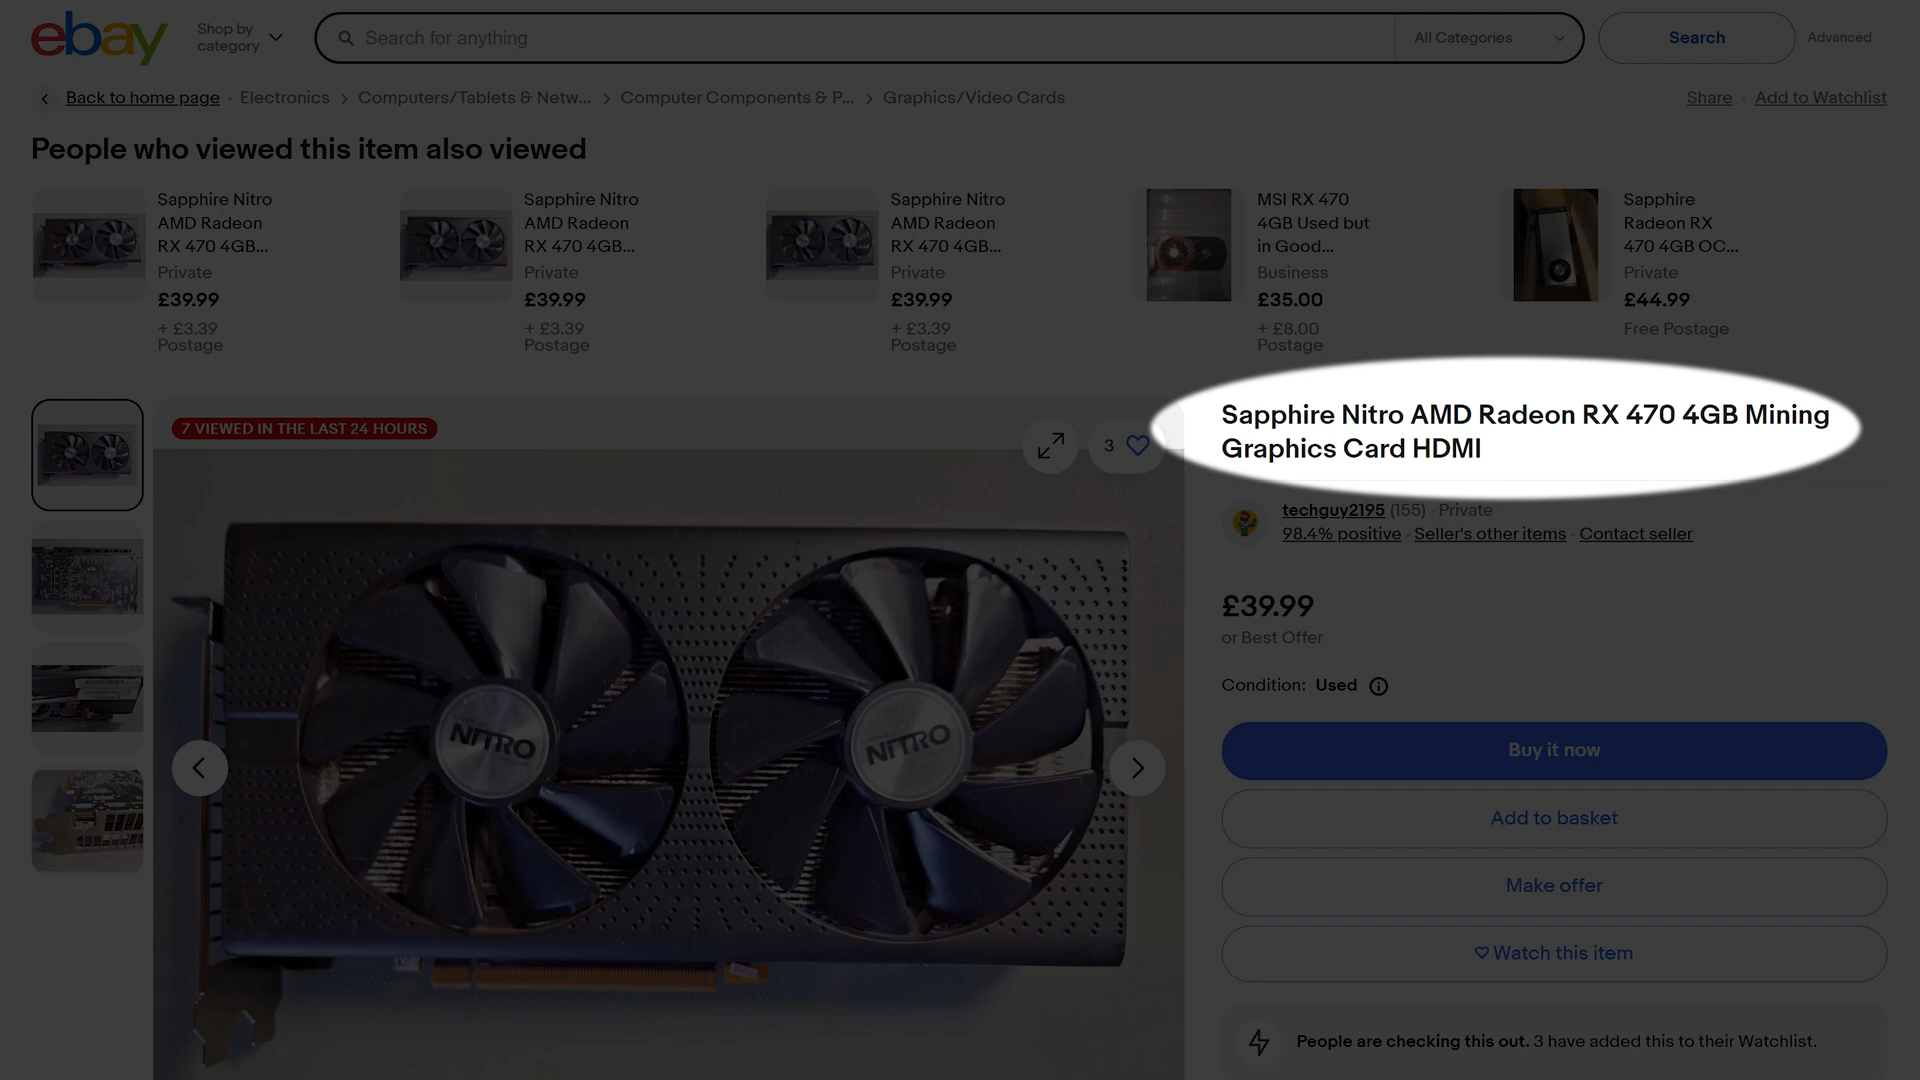 ebay
Shop by
category
Search for anything
All Categories
Search
Advanced
Back to home page
Electronics
Computers/Tablets & Netw...
Computer Components & P...
Graphics/Video Cards
Share
Add to Watchlist
People who viewed this item also viewed
Sapphire Nitro
AMD Radeon
RX 470 4GB...
Private
£39.99
+ £3.39
Postage
Sapphire Nitro
AMD Radeon
RX 470 4GB...
Private
£39.99
+ £3.39
Postage
Sapphire Nitro
AMD Radeon
RX 470 4GB...
Private
£39.99
+ £3.39
Postage
MSI RX 470
4GB Used but
in Good...
Business
£35.00
+ £8.00
Postage
Sapphire
Radeon RX
470 4GB OC...
Private
£44.99
Free Postage
7 VIEWED IN THE LAST 24 HOURS
3
NITRO
NITRO
Sapphire Nitro AMD Radeon RX 470 4GB Mining
Graphics Card HDMI
techguy2195 (155) · Private
98.4% positive · Seller's other items · Contact seller
£39.99
or Best Offer
Condition: Used
Buy it now
Add to basket
Make offer
Watch this item
People are checking this out. 3 have added this to their Watchlist.